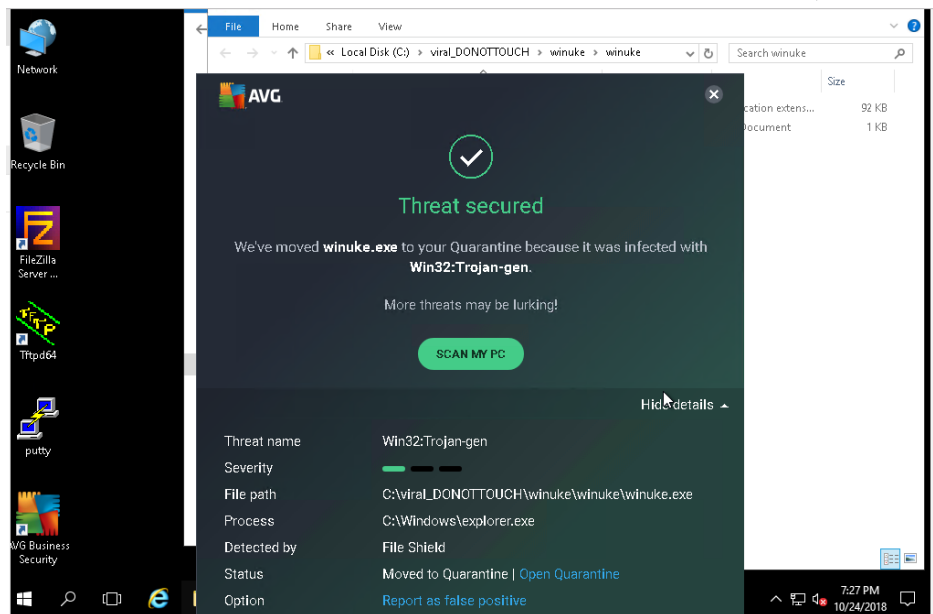 File Home Share View
« Local Disk (C:) › viral_DONOTTOUCH › winuke › winuke
Search winuke
Size
cation extens... 92 KB
Document 1 KB
Network
Recycle Bin
FileZilla
Server ...
TFTP
Tftpd64
putty
VG Business
Security
AVG
Threat secured
We've moved winuke.exe to your Quarantine because it was infected with
Win32:Trojan-gen.
More threats may be lurking!
SCAN MY PC
Hide details
Threat name Win32:Trojan-gen
Severity
File path C:\viral_DONOTTOUCH\winuke\winuke\winuke.exe
Process C:\Windows\explorer.exe
Detected by File Shield
Status Moved to Quarantine | Open Quarantine
Option Report as false positive
7:27 PM
10/24/2018